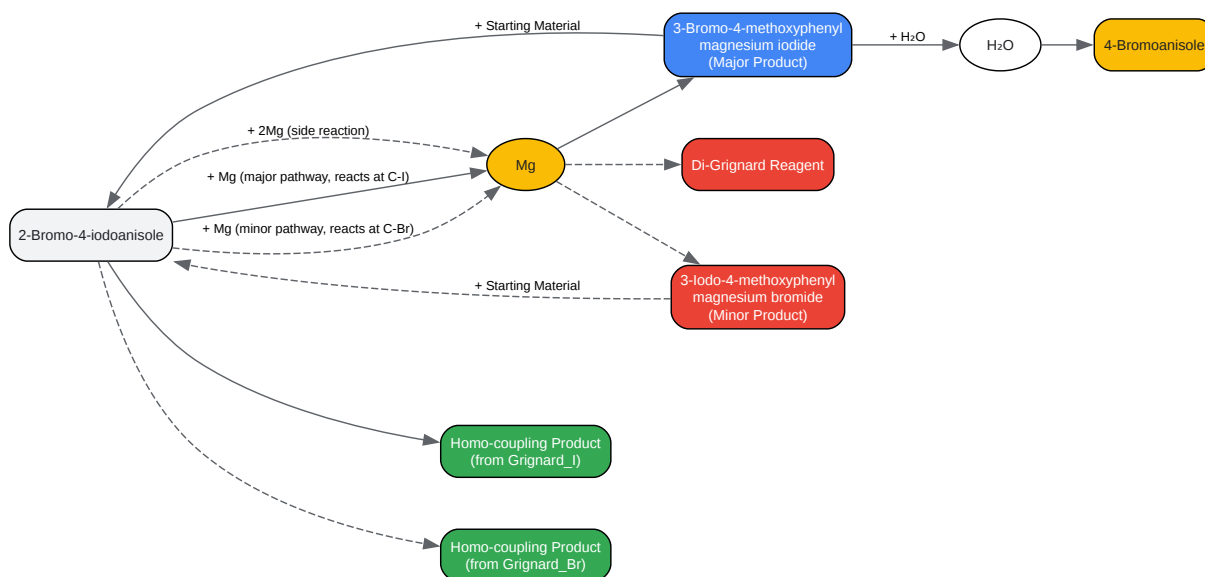 + Starting Material
3-Bromo-4-methoxyphenyl
magnesium iodide
(Major Product)
+ H₂O
H₂O
4-Bromoanisole
+ 2Mg (side reaction)
Mg
Di-Grignard Reagent
+ Mg (major pathway, reacts at C-I)
2-Bromo-4-iodoanisole
+ Mg (minor pathway, reacts at C-Br)
+ Starting Material
3-Iodo-4-methoxyphenyl
magnesium bromide
(Minor Product)
Homo-coupling Product
(from Grignard_I)
Homo-coupling Product
(from Grignard_Br)